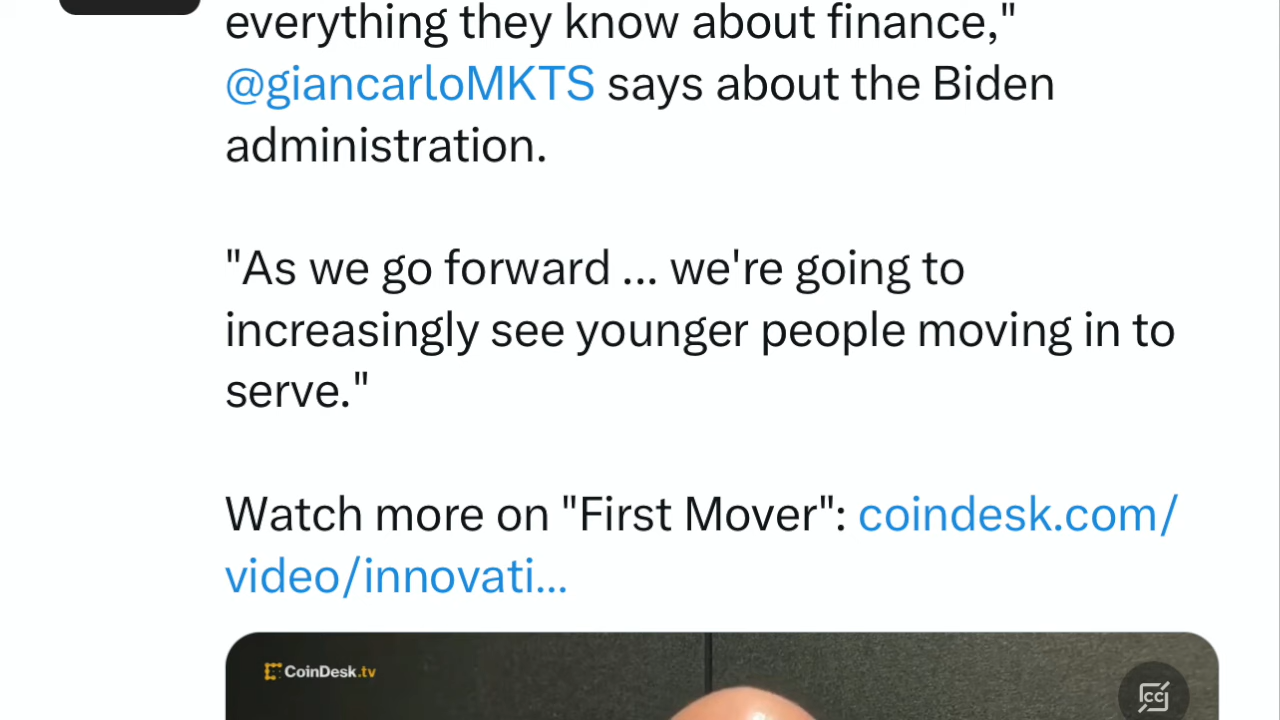 everything they know about finance,"
@giancarloMKTS says about the Biden
administration.
"As we go forward ... we're going to
increasingly see younger people moving in to
serve."
Watch more on "First Mover": coindesk.com/
video/innovati...
CoinDesk.tv
CC